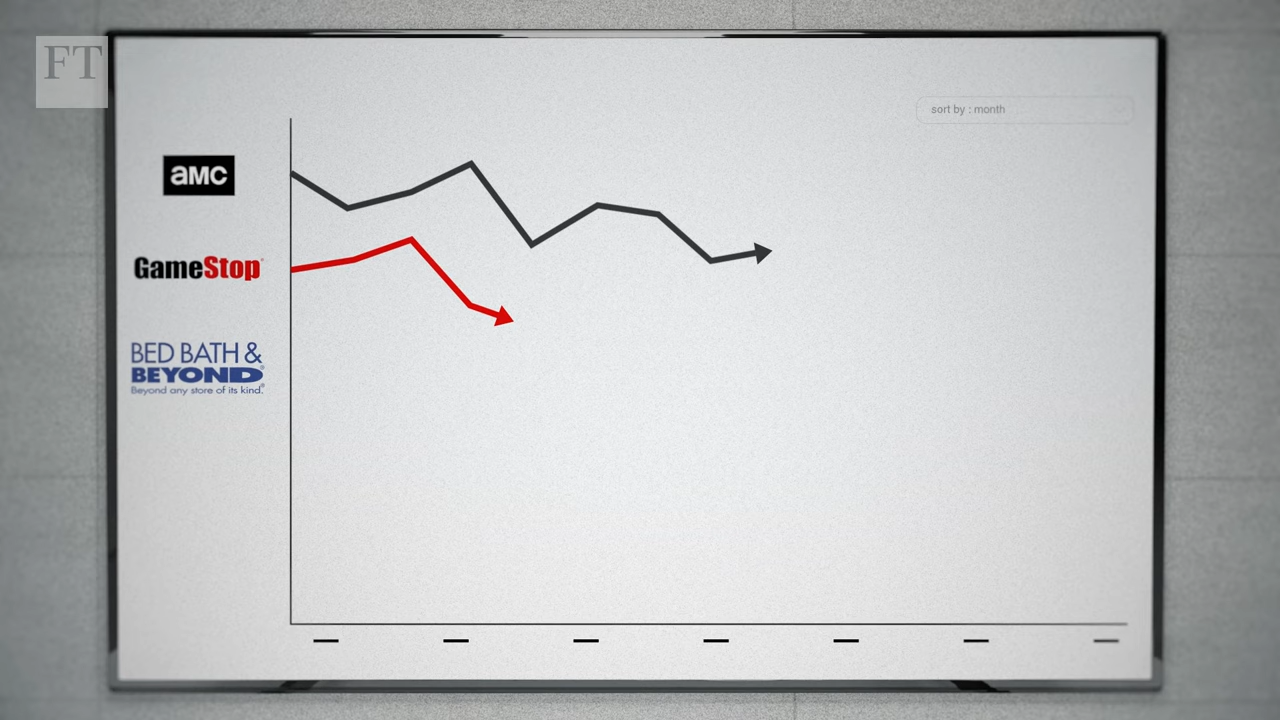 FT
sort by : month
aMC
GameStop
BED BATH &
BEYOND
Beyond any store of its kind.